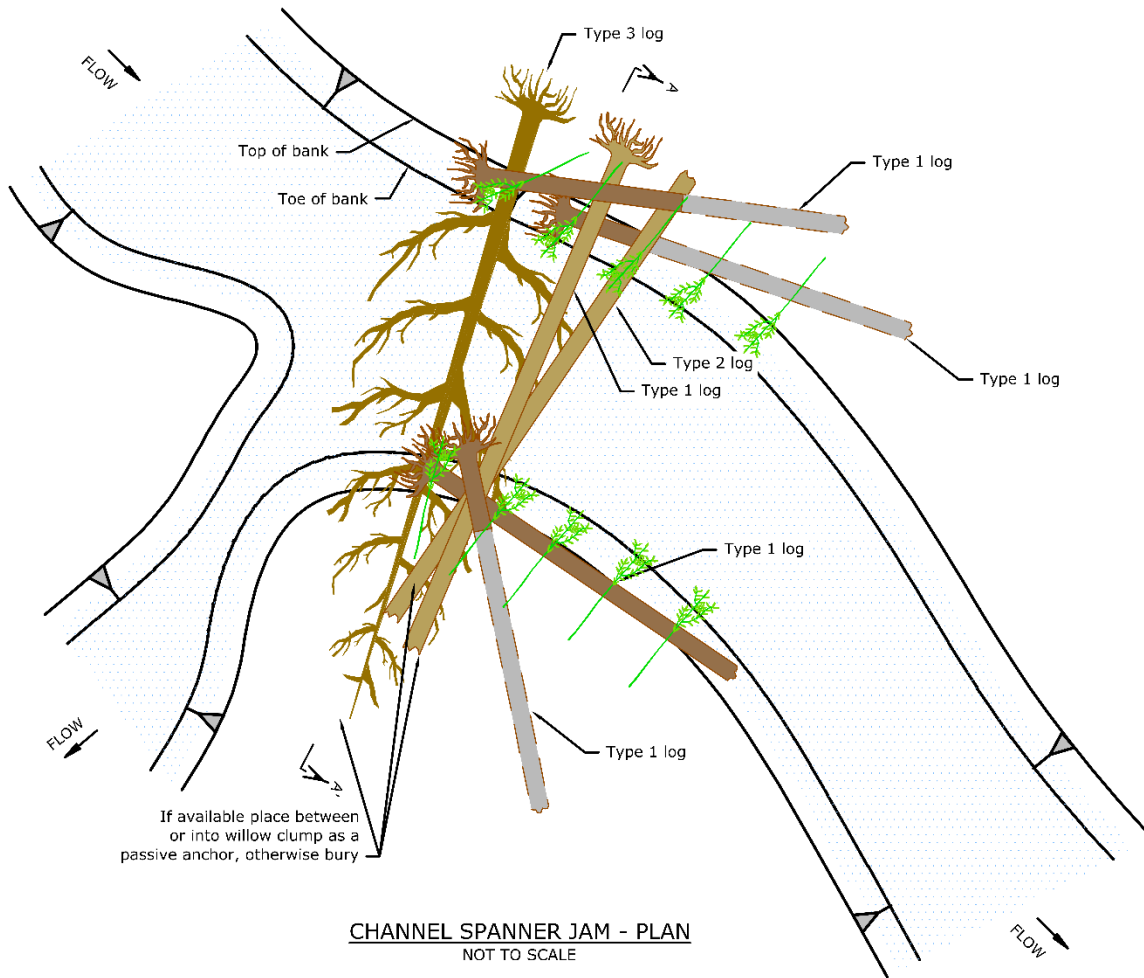 FLOW
Type 3 log
A'
Top of bank
Toe of bank
Type 1 log
Type 2 log
Type 1 log
Type 1 log
Type 1 log
Type 1 log
FLOW
A'
If available place between
or into willow clump as a
passive anchor, otherwise bury
CHANNEL SPANNER JAM - PLAN
NOT TO SCALE
FLOW